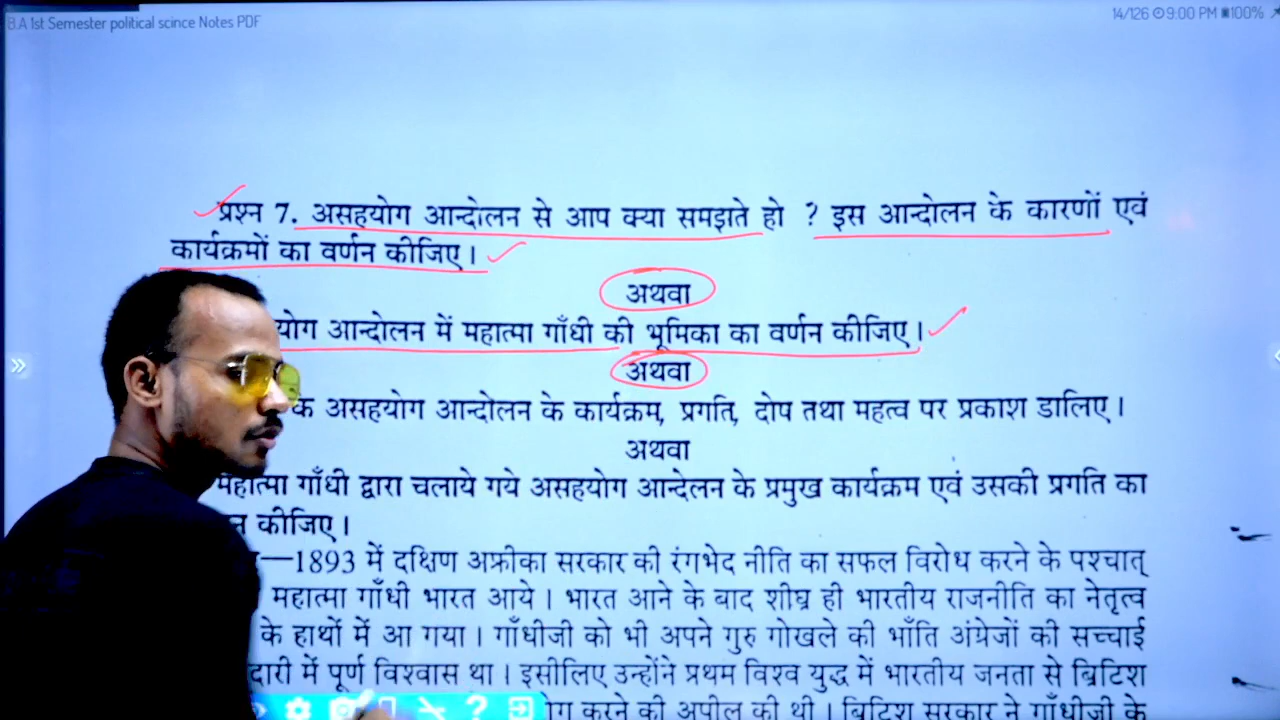 B.A 1st Semester political scince Notes PDF
14/126 9:00 PM 100%
प्रश्न 7. असहयोग आन्दोलन से आप क्या समझते हो ? इस आन्दोलन के कारणों एवं
कार्यक्रमों का वर्णन कीजिए।
अथवा
योग आन्दोलन में महात्मा गाँधी की भूमिका का वर्णन कीजिए।
अथवा
के असहयोग आन्दोलन के कार्यक्रम, प्रगति, दोप तथा महत्व पर प्रकाश डालिए।
अथवा
महात्मा गाँधी द्वारा चलाये गये असहयोग आन्देलन के प्रमुख कार्यक्रम एवं उसकी प्रगति का
न कीजिए।
—1893 में दक्षिण अफ्रीका सरकार की रंगभेद नीति का सफल विरोध करने के पश्चात्
महात्मा गाँधी भारत आये। भारत आने के बाद शीघ्र ही भारतीय राजनीति का नेतृत्व
के हाथों में आ गया। गाँधीजी को भी अपने गुरु गोखले की भाँति अंग्रेजों की सच्चाई
दारी में पूर्ण विश्वास था। इसीलिए उन्होंने प्रथम विश्व युद्ध में भारतीय जनता से ब्रिटिश
ोग करने की अपील की थी। ब्रिटिश सरकार ने गाँधीजी के